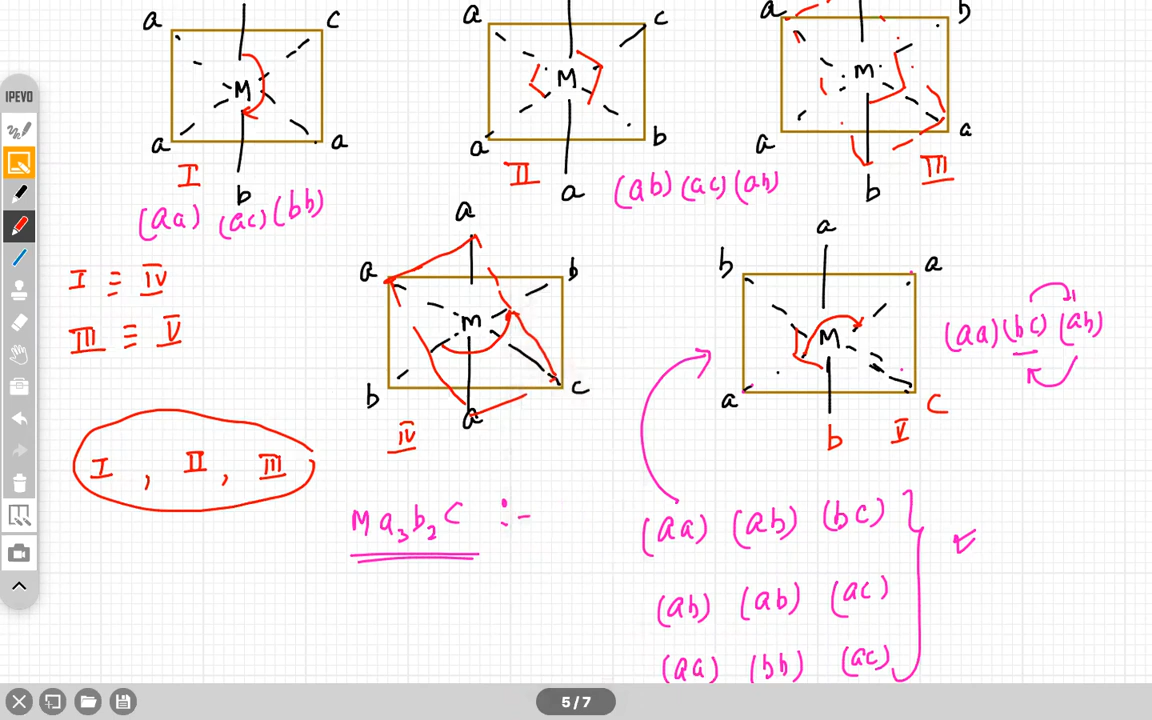 a c
a c
a b
IPEVO
M
M
M
a a
a b
a a
I
b
II
a
III
b
(aa) (ac) (bb)
(ab) (ac) (ab)
a
a
a b
b a
I ≡ IV
M
M
(aa) (bc) (ab)
III ≡ V
b c
a c
a
IV
b
V
I , II , III
Ma₃b₂c :-
(aa) (ab) (bc)
(ab) (ab) (ac)
(aa) (bb) (ac)
5/7